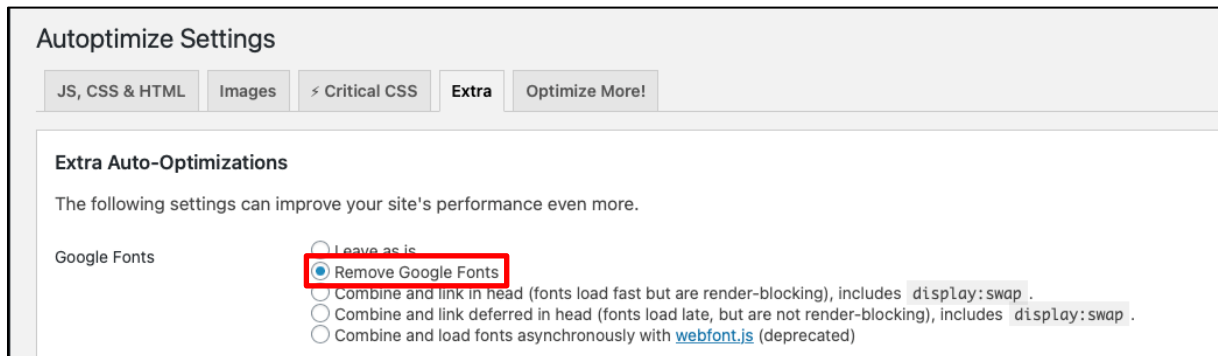 Autoptimize Settings
JS, CSS & HTML Images ⚡ Critical CSS Extra Optimize More!
Extra Auto-Optimizations
The following settings can improve your site's performance even more.
Google Fonts
Leave as is
Remove Google Fonts
Combine and link in head (fonts load fast but are render-blocking), includes display:swap .
Combine and link deferred in head (fonts load late, but are not render-blocking), includes display:swap .
Combine and load fonts asynchronously with webfont.js (deprecated)